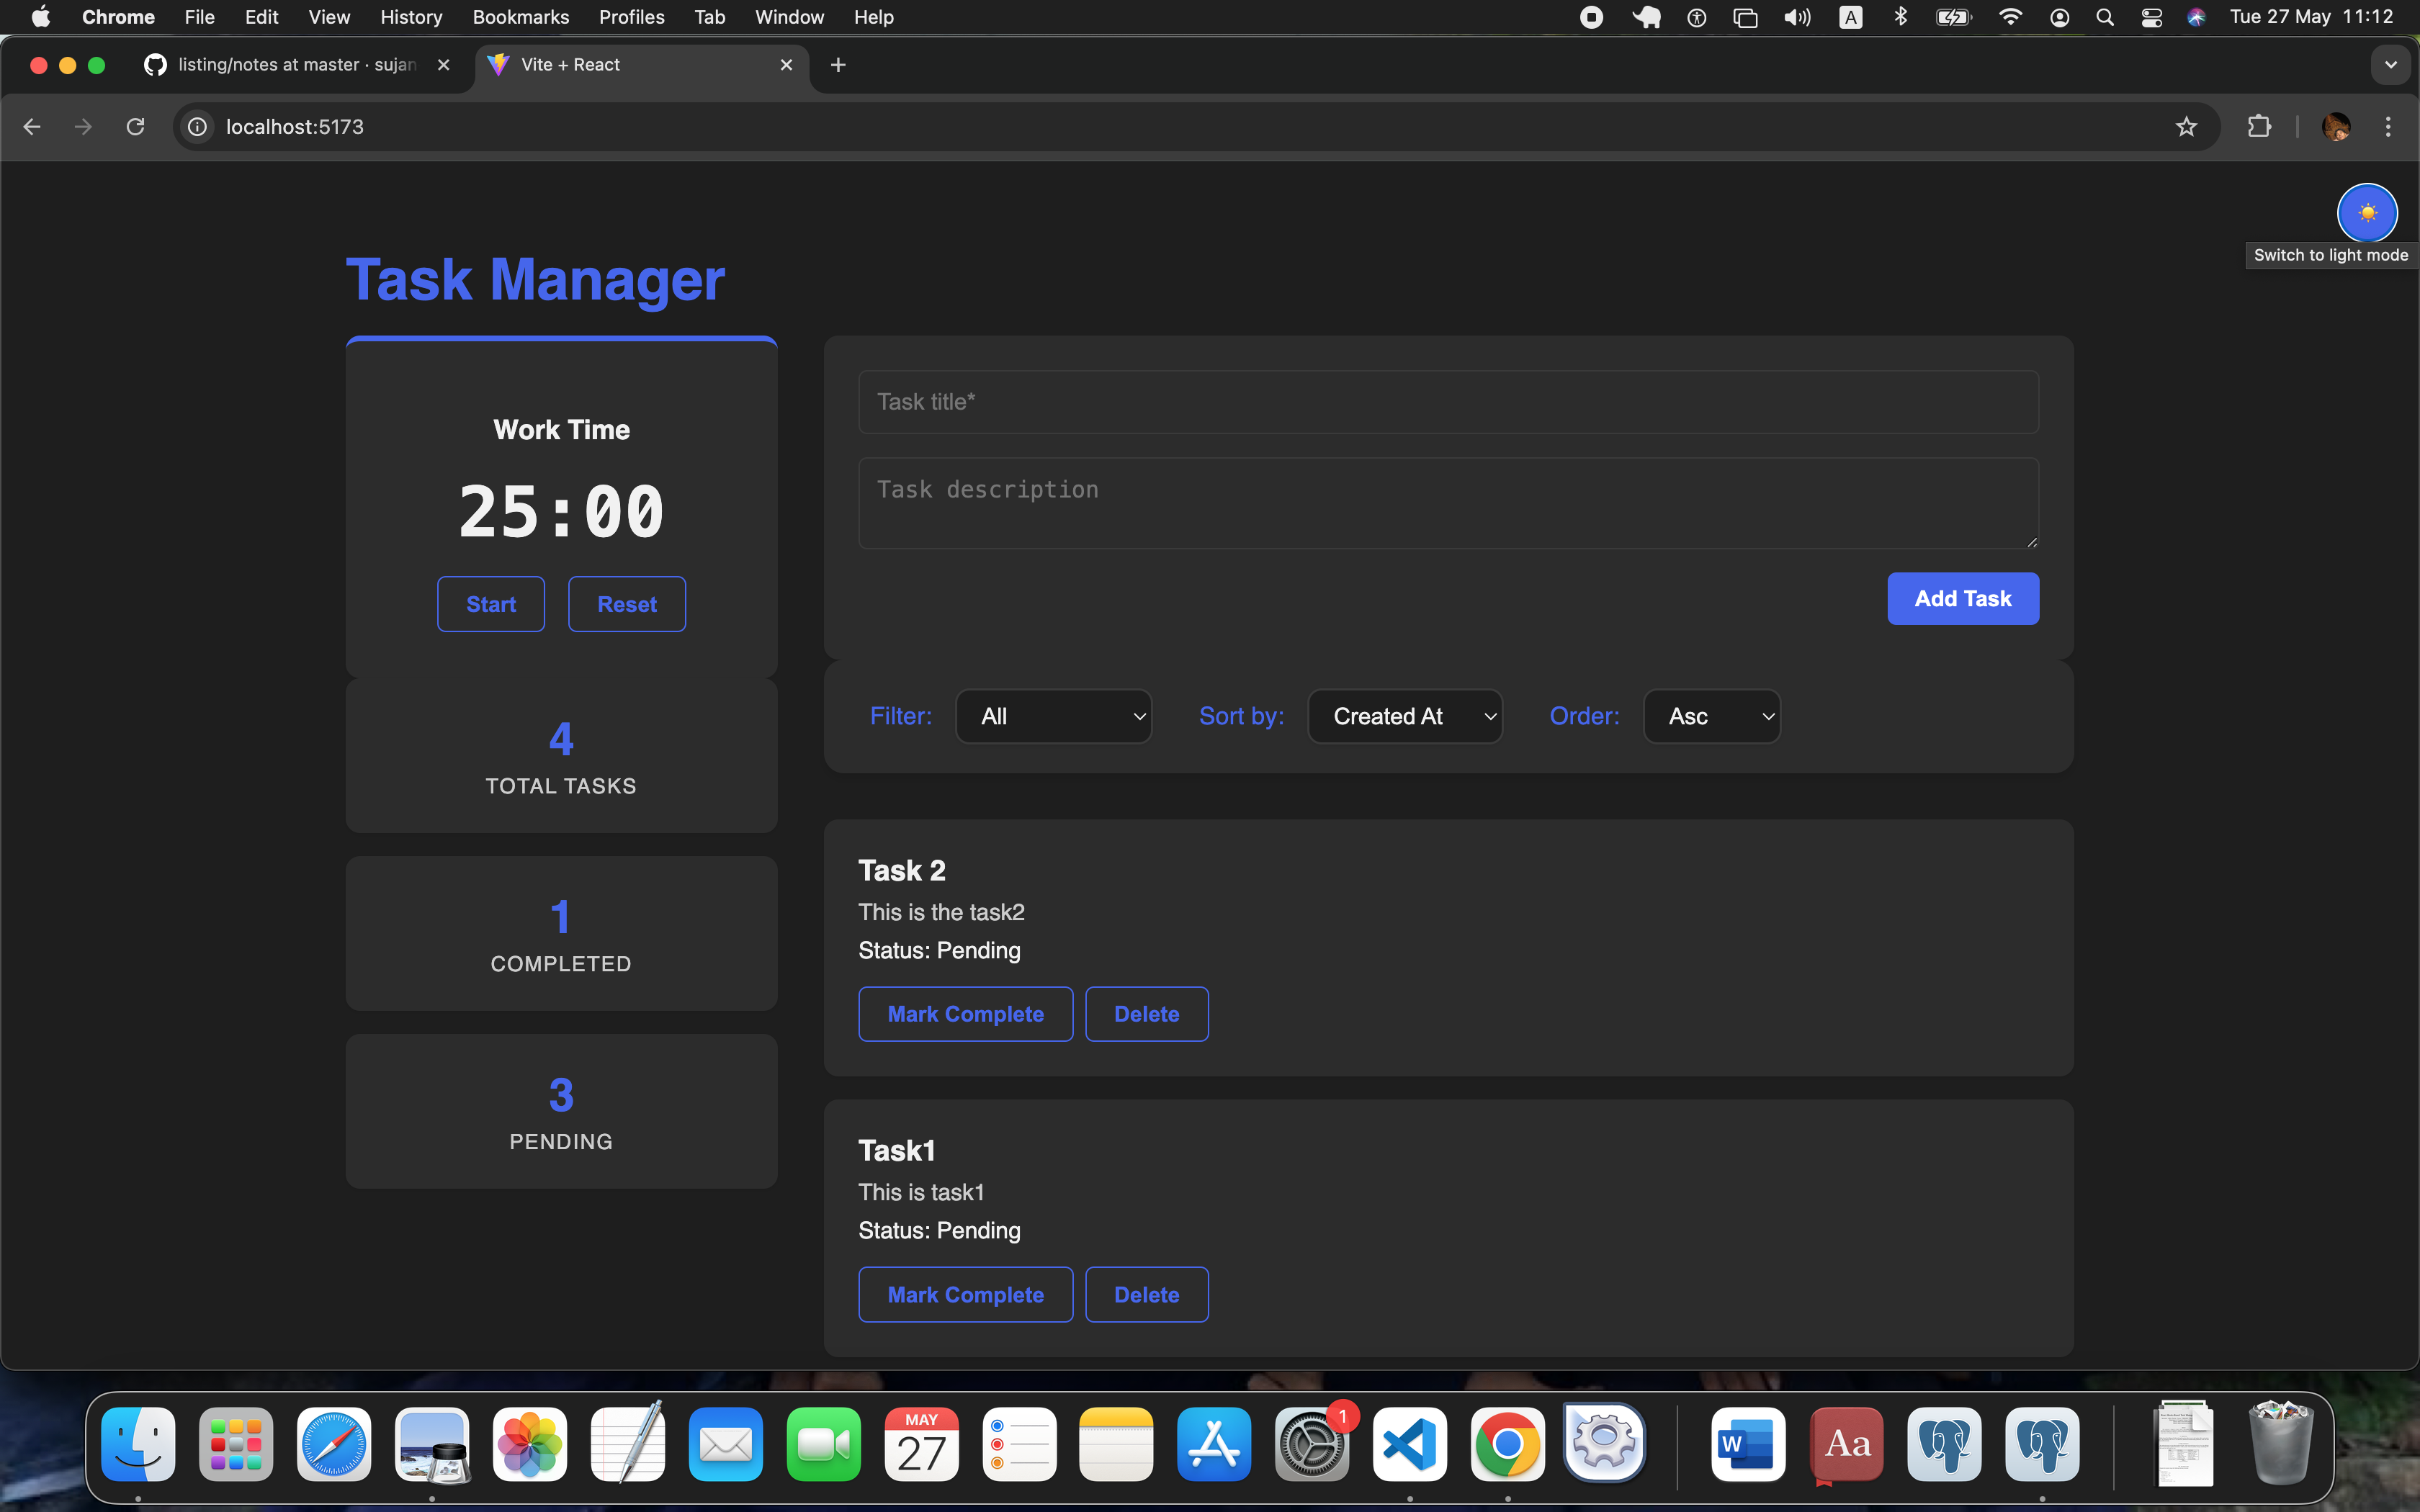 Chrome File Edit View History Bookmarks Profiles Tab Window Help A Tue 27 May 11:12
listing/notes at master · sujan Vite + React
localhost:5173
Switch to light mode
Task Manager
Work Time
25:00
Start Reset
4
TOTAL TASKS
1
COMPLETED
3
PENDING
Task title*
Task description
Add Task
Filter: All Sort by: Created At Order: Asc
Task 2
This is the task2
Status: Pending
Mark Complete Delete
Task1
This is task1
Status: Pending
Mark Complete Delete
MAY
27
1
W
Aa